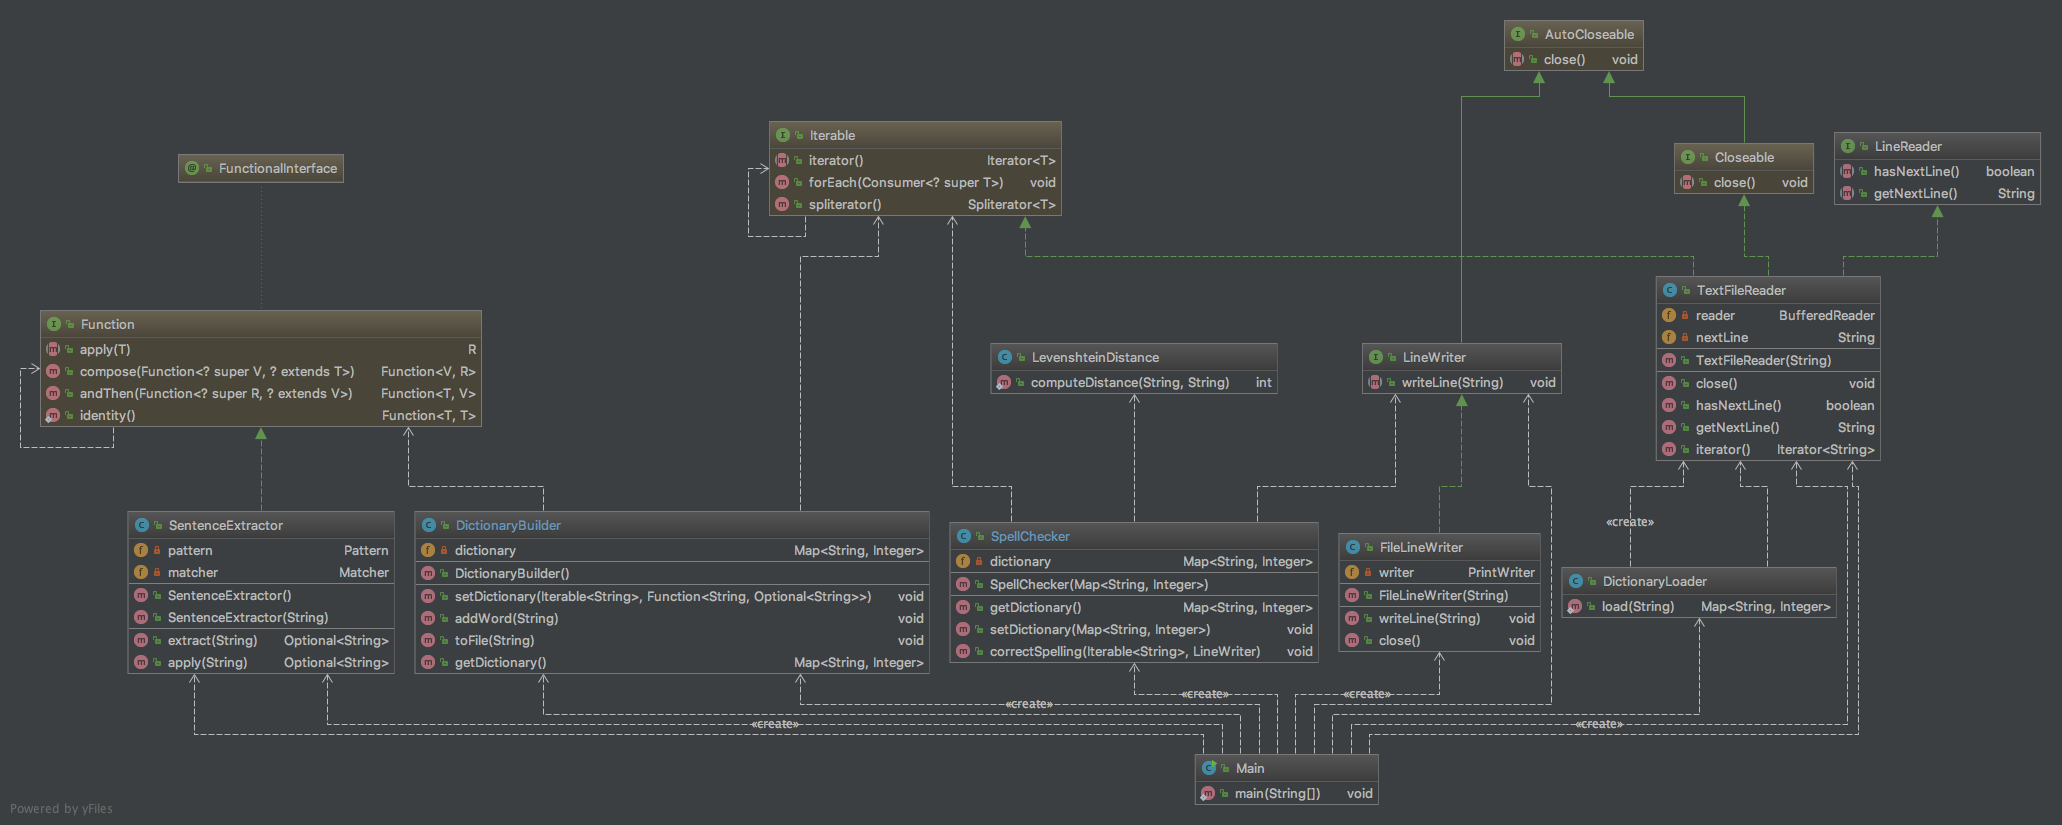 AutoCloseable
close() void
Iterable
iterator() Iterator<T>
forEach(Consumer<? super T>) void
spliterator() Spliterator<T>
Closeable
close() void
LineReader
hasNextLine() boolean
getNextLine() String
FunctionalInterface
Function
apply(T) R
compose(Function<? super V, ? extends T>) Function<V, R>
andThen(Function<? super R, ? extends V>) Function<T, V>
identity() Function<T, T>
LevenshteinDistance
computeDistance(String, String) int
LineWriter
writeLine(String) void
TextFileReader
reader BufferedReader
nextLine String
TextFileReader(String)
close() void
hasNextLine() boolean
getNextLine() String
iterator() Iterator<String>
SentenceExtractor
pattern Pattern
matcher Matcher
SentenceExtractor()
SentenceExtractor(String)
extract(String) Optional<String>
apply(String) Optional<String>
DictionaryBuilder
dictionary Map<String, Integer>
DictionaryBuilder()
setDictionary(Iterable<String>, Function<String, Optional<String>>) void
addWord(String) void
toFile(String) void
getDictionary() Map<String, Integer>
SpellChecker
dictionary Map<String, Integer>
SpellChecker(Map<String, Integer>)
getDictionary() Map<String, Integer>
setDictionary(Map<String, Integer>) void
correctSpelling(Iterable<String>, LineWriter) void
FileLineWriter
writer PrintWriter
FileLineWriter(String)
writeLine(String) void
close() void
«create»
DictionaryLoader
load(String) Map<String, Integer>
«create»
«create»
«create»
«create»
«create»
Main
main(String[]) void
Powered by yFiles